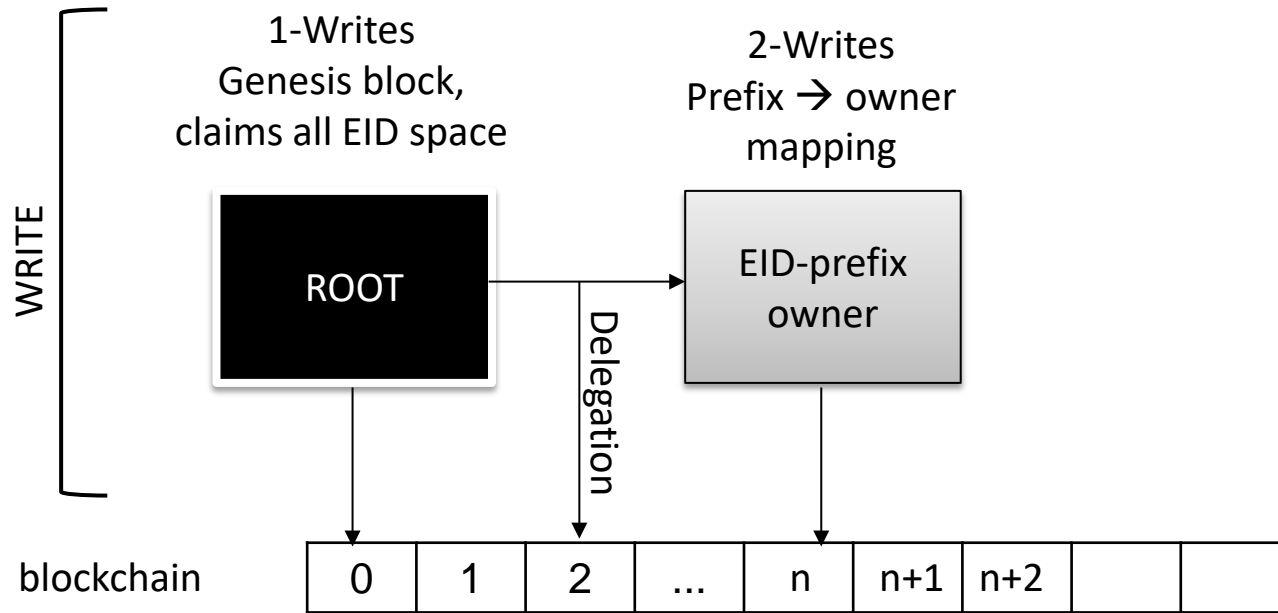 1-Writes
Genesis block,
claims all EID space
2-Writes
Prefix → owner
mapping
WRITE
ROOT
EID-prefix
owner
Delegation
blockchain
0 1 2 ... n n+1 n+2